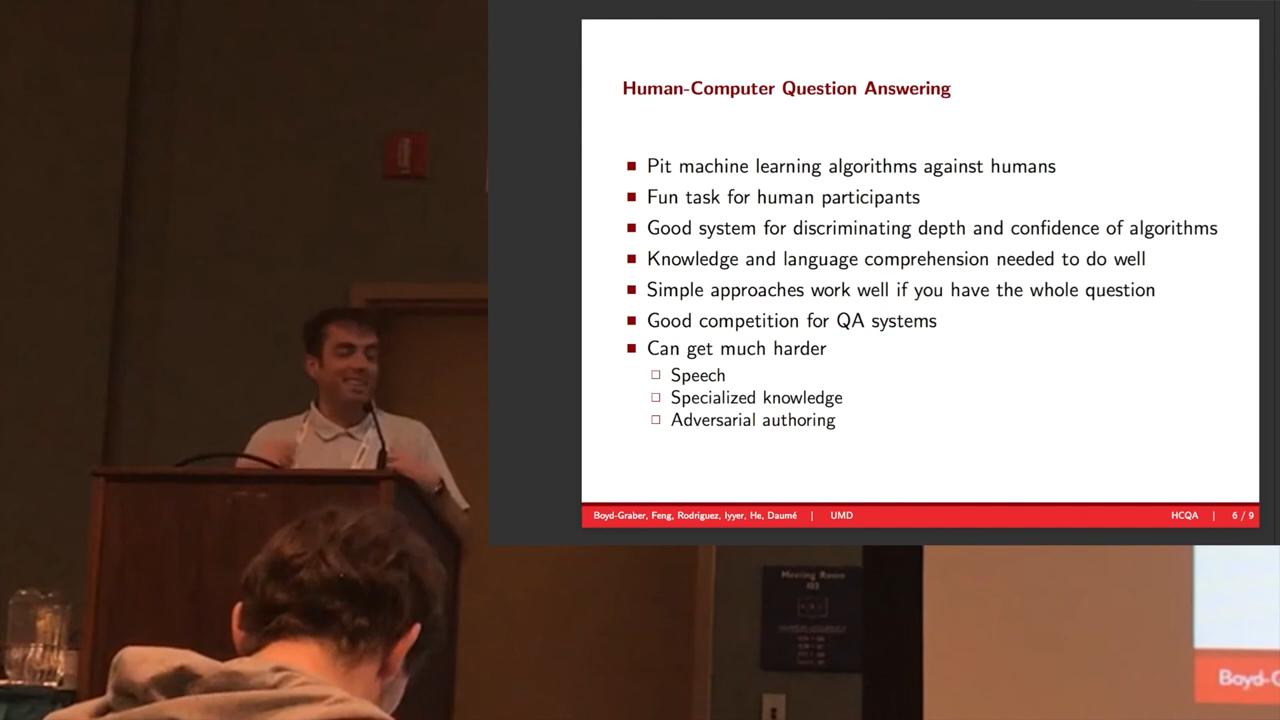 Human-Computer Question Answering
Pit machine learning algorithms against humans
Fun task for human participants
Good system for discriminating depth and confidence of algorithms
Knowledge and language comprehension needed to do well
Simple approaches work well if you have the whole question
Good competition for QA systems
Can get much harder
Speech
Specialized knowledge
Adversarial authoring
Boyd-Graber, Feng, Rodriguez, Iyyer, He, Daumé | UMD HCQA | 6 / 9
Meeting Room
Boyd-G